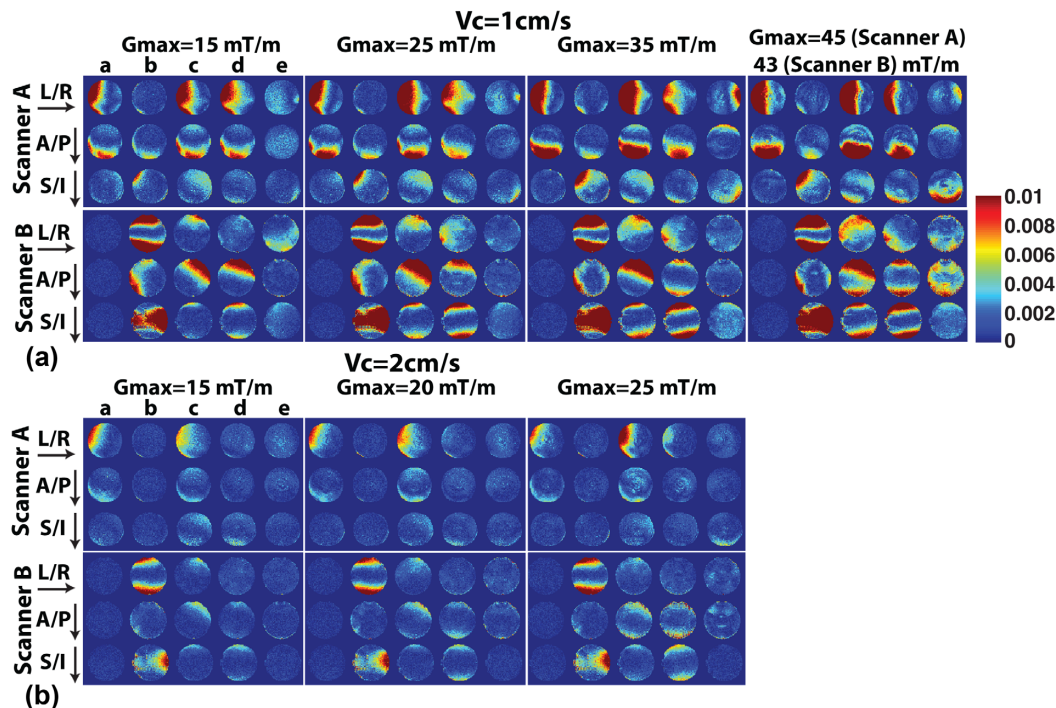 (a)
Vc=1cm/s
Gmax=15 mT/m
Gmax=25 mT/m
Gmax=35 mT/m
Gmax=45 (Scanner A)
43 (Scanner B) mT/m
a b c d e
Scanner A
L/R
A/P
S/I
Scanner B
L/R
A/P
S/I
0.01
0.008
0.006
0.004
0.002
0
(a)
Vc=2cm/s
Gmax=15 mT/m
Gmax=20 mT/m
Gmax=25 mT/m
a b c d e
Scanner A
L/R
A/P
S/I
Scanner B
L/R
A/P
S/I
(b)